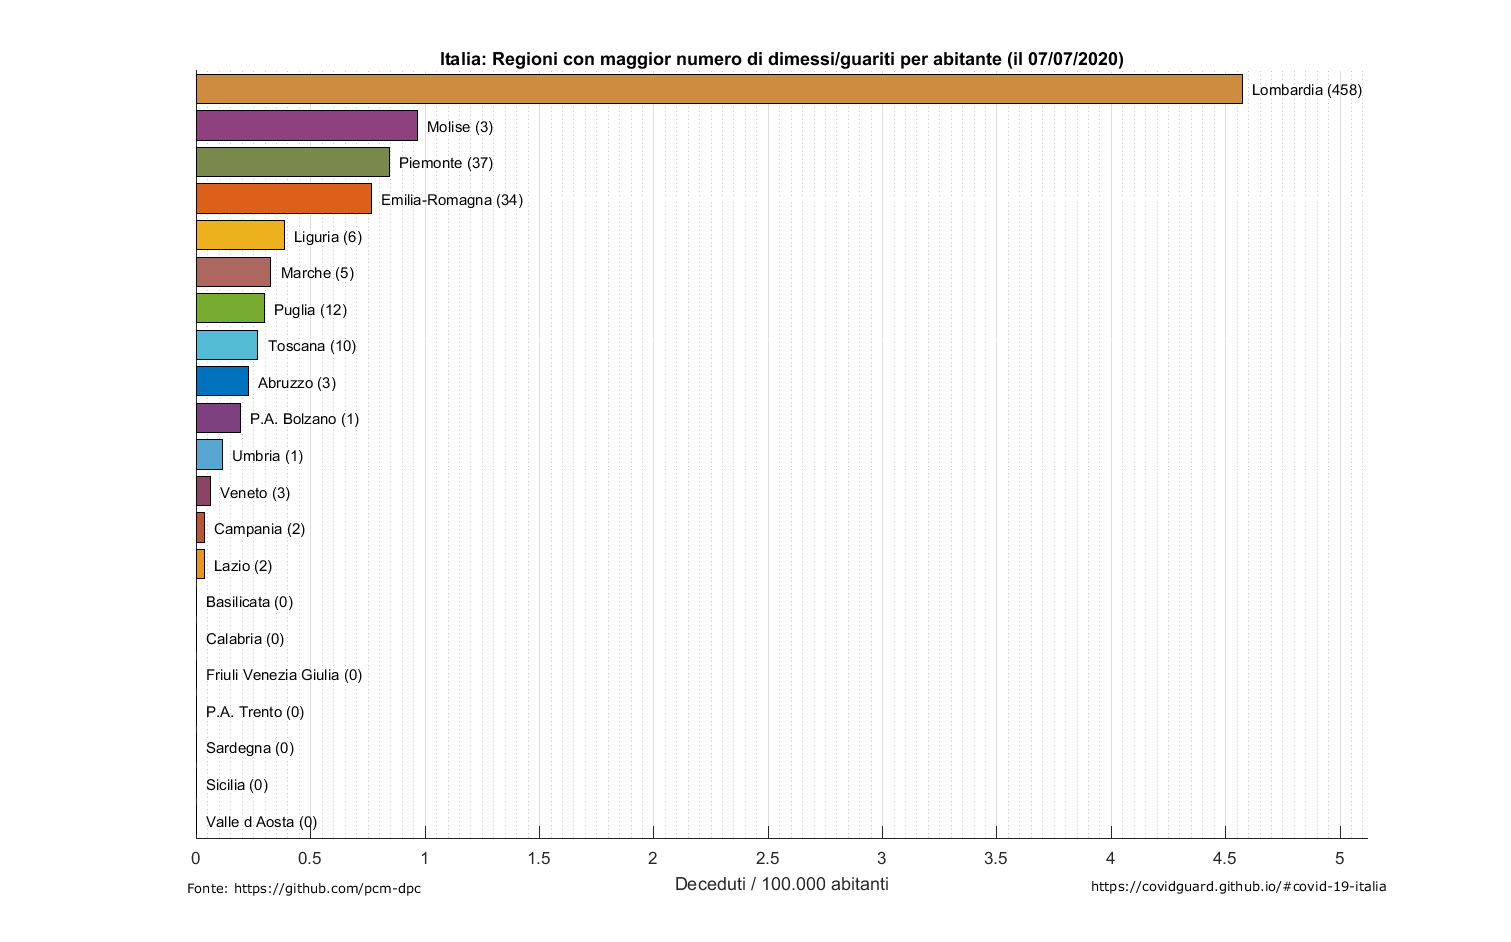 Italia: Regioni con maggior numero di dimessi/guariti per abitante (il 07/07/2020)
Lombardia (458)
Molise (3)
Piemonte (37)
Emilia-Romagna (34)
Liguria (6)
Marche (5)
Puglia (12)
Toscana (10)
Abruzzo (3)
P.A. Bolzano (1)
Umbria (1)
Veneto (3)
Campania (2)
Lazio (2)
Basilicata (0)
Calabria (0)
Friuli Venezia Giulia (0)
P.A. Trento (0)
Sardegna (0)
Sicilia (0)
Valle d Aosta (0)
0 0.5 1 1.5 2 2.5 3 3.5 4 4.5 5
Deceduti / 100.000 abitanti
Fonte: https://github.com/pcm-dpc
https://covidguard.github.io/#covid-19-italia